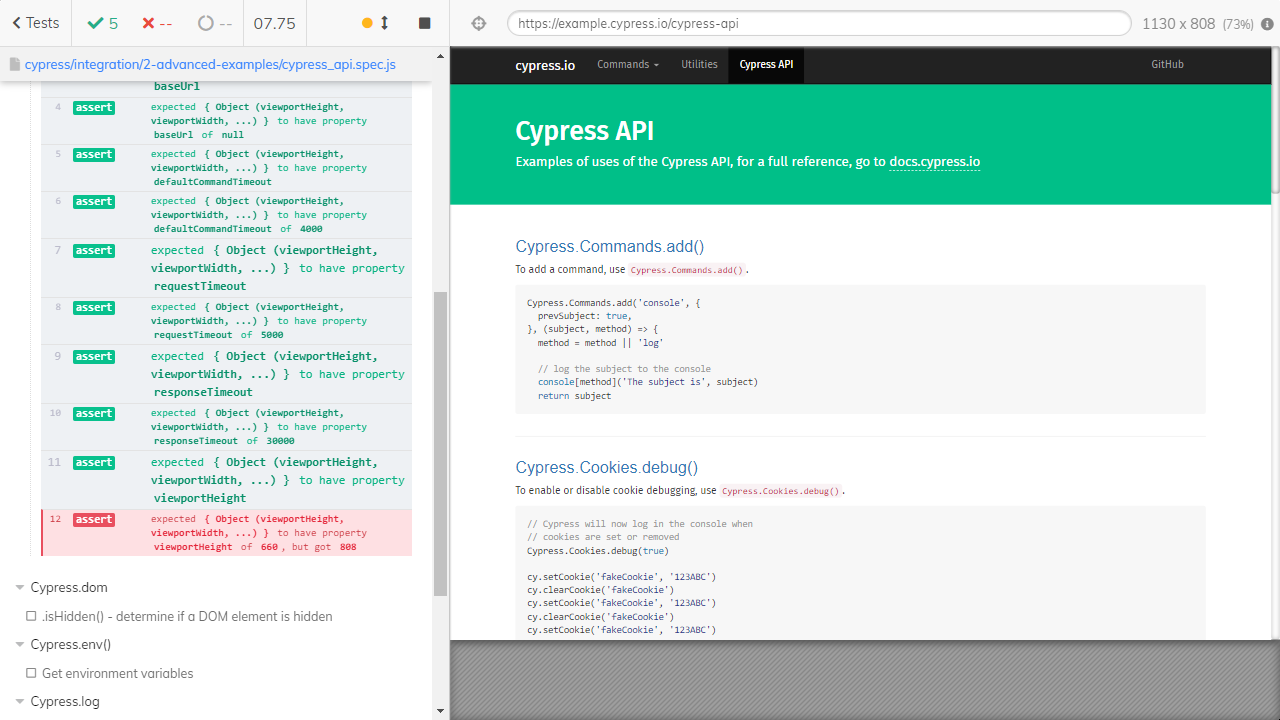 Tests
5
--
--
07.75
https://example.cypress.io/cypress-api
1130 x 808 (73%)
cypress/integration/2-advanced-examples/cypress_api.spec.js
baseUrl
4 assert expected { Object (viewportHeight,
viewportWidth, ...) } to have property
baseUrl of null
5 assert expected { Object (viewportHeight,
viewportWidth, ...) } to have property
defaultCommandTimeout
6 assert expected { Object (viewportHeight,
viewportWidth, ...) } to have property
defaultCommandTimeout of 4000
7 assert expected { Object (viewportHeight,
viewportWidth, ...) } to have property
requestTimeout
8 assert expected { Object (viewportHeight,
viewportWidth, ...) } to have property
requestTimeout of 5000
9 assert expected { Object (viewportHeight,
viewportWidth, ...) } to have property
responseTimeout
10 assert expected { Object (viewportHeight,
viewportWidth, ...) } to have property
responseTimeout of 30000
11 assert expected { Object (viewportHeight,
viewportWidth, ...) } to have property
viewportHeight
12 assert expected { Object (viewportHeight,
viewportWidth, ...) } to have property
viewportHeight of 660, but got 808
Cypress.dom
.isHidden() - determine if a DOM element is hidden
Cypress.env()
Get environment variables
Cypress.log
cypress.io Commands Utilities Cypress API GitHub
Cypress API
Examples of uses of the Cypress API, for a full reference, go to docs.cypress.io
Cypress.Commands.add()
To add a command, use Cypress.Commands.add().
Cypress.Commands.add('console', {
prevSubject: true,
}, (subject, method) => {
method = method || 'log'
// log the subject to the console
console[method]('The subject is', subject)
return subject
Cypress.Cookies.debug()
To enable or disable cookie debugging, use Cypress.Cookies.debug().
// Cypress will now log in the console when
// cookies are set or removed
Cypress.Cookies.debug(true)
cy.setCookie('fakeCookie', '123ABC')
cy.clearCookie('fakeCookie')
cy.setCookie('fakeCookie', '123ABC')
cy.clearCookie('fakeCookie')
cy.setCookie('fakeCookie', '123ABC')